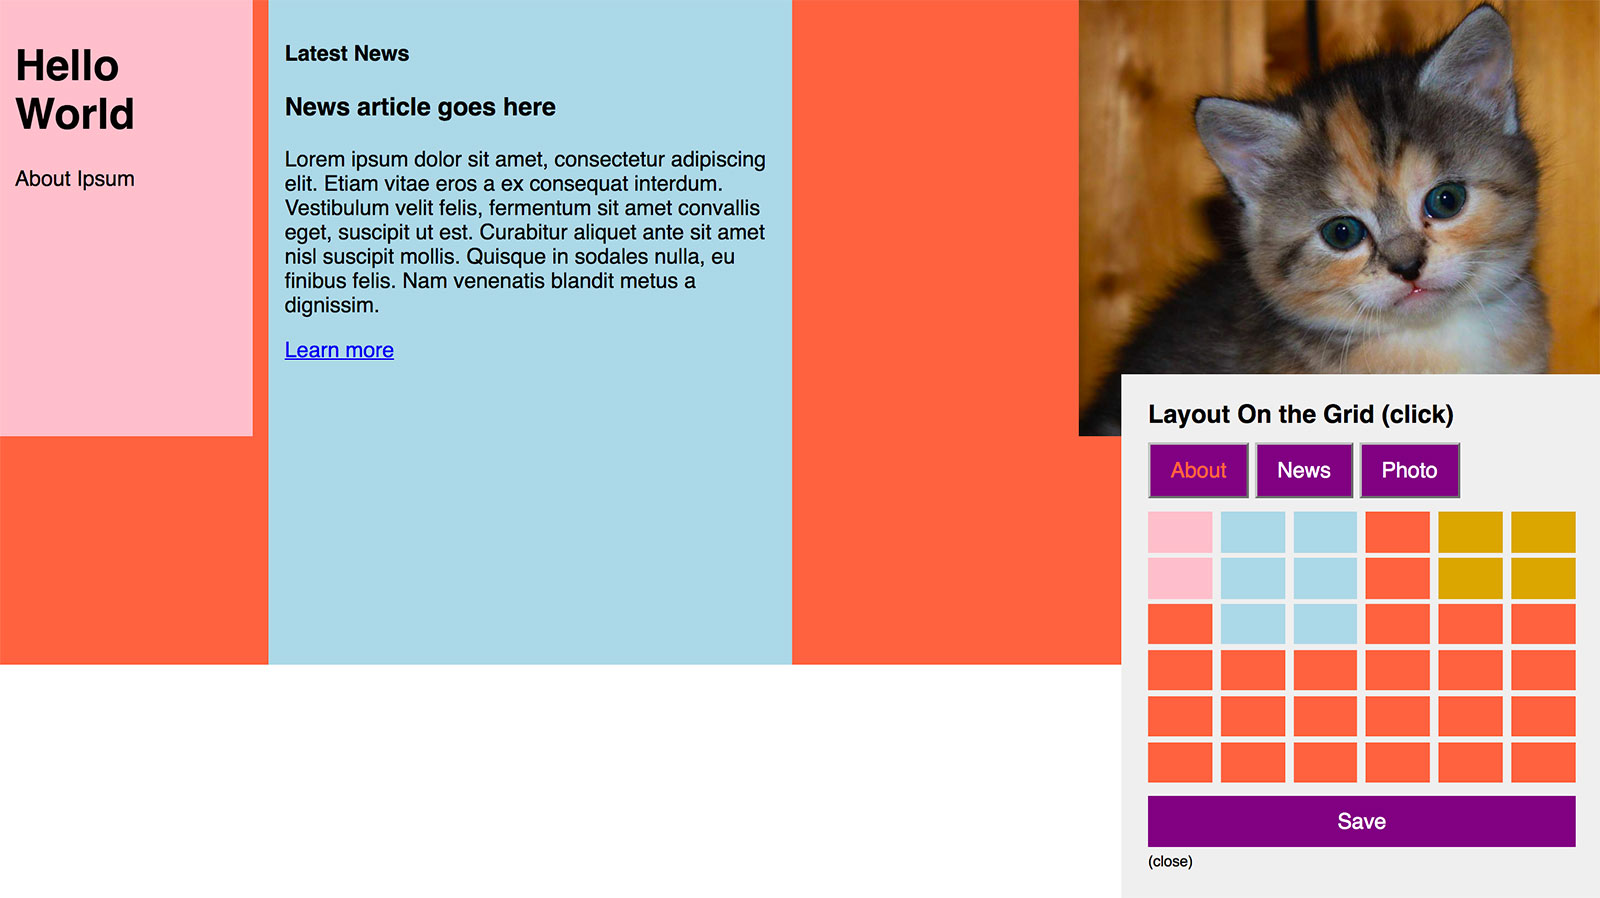 Hello
World
About Ipsum
Latest News
News article goes here
Lorem ipsum dolor sit amet, consectetur adipiscing
elit. Etiam vitae eros a ex consequat interdum.
Vestibulum velit felis, fermentum sit amet convallis
eget, suscipit ut est. Curabitur aliquet ante sit amet
nisl suscipit mollis. Quisque in sodales nulla, eu
finibus felis. Nam venenatis blandit metus a
dignissim.
Learn more
Layout On the Grid (click)
About News Photo
Save
(close)